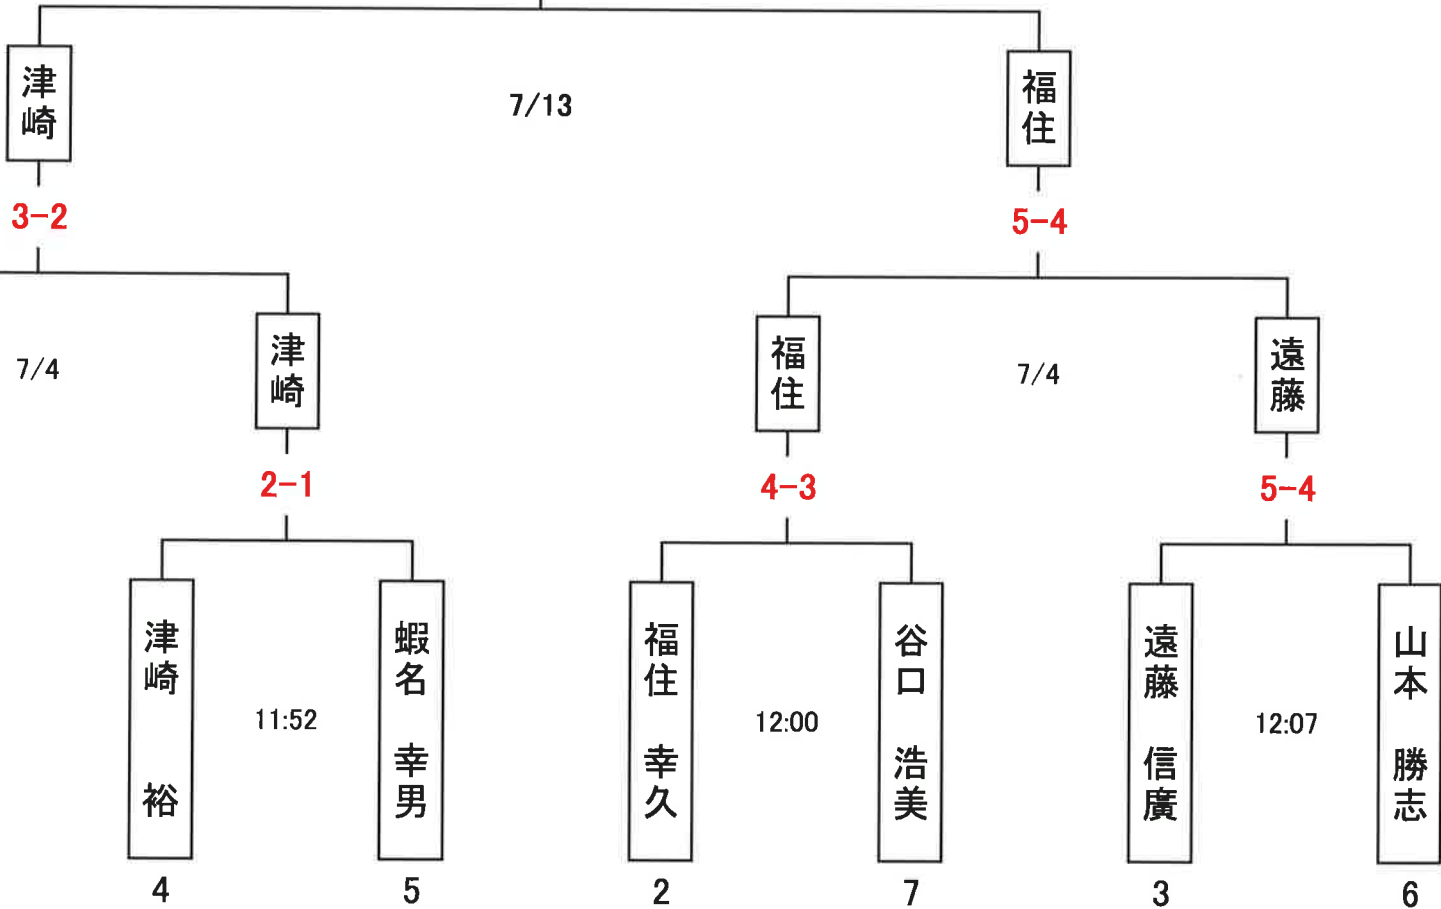 津崎
福住
7/13
3-2
5-4
津崎
福住
遠藤
7/4
7/4
2-1
4-3
5-4
津崎 裕
蝦名 幸男
福住 幸久
谷口 浩美
遠藤 信廣
山本 勝志
11:52
12:00
12:07
4
5
2
7
3
6